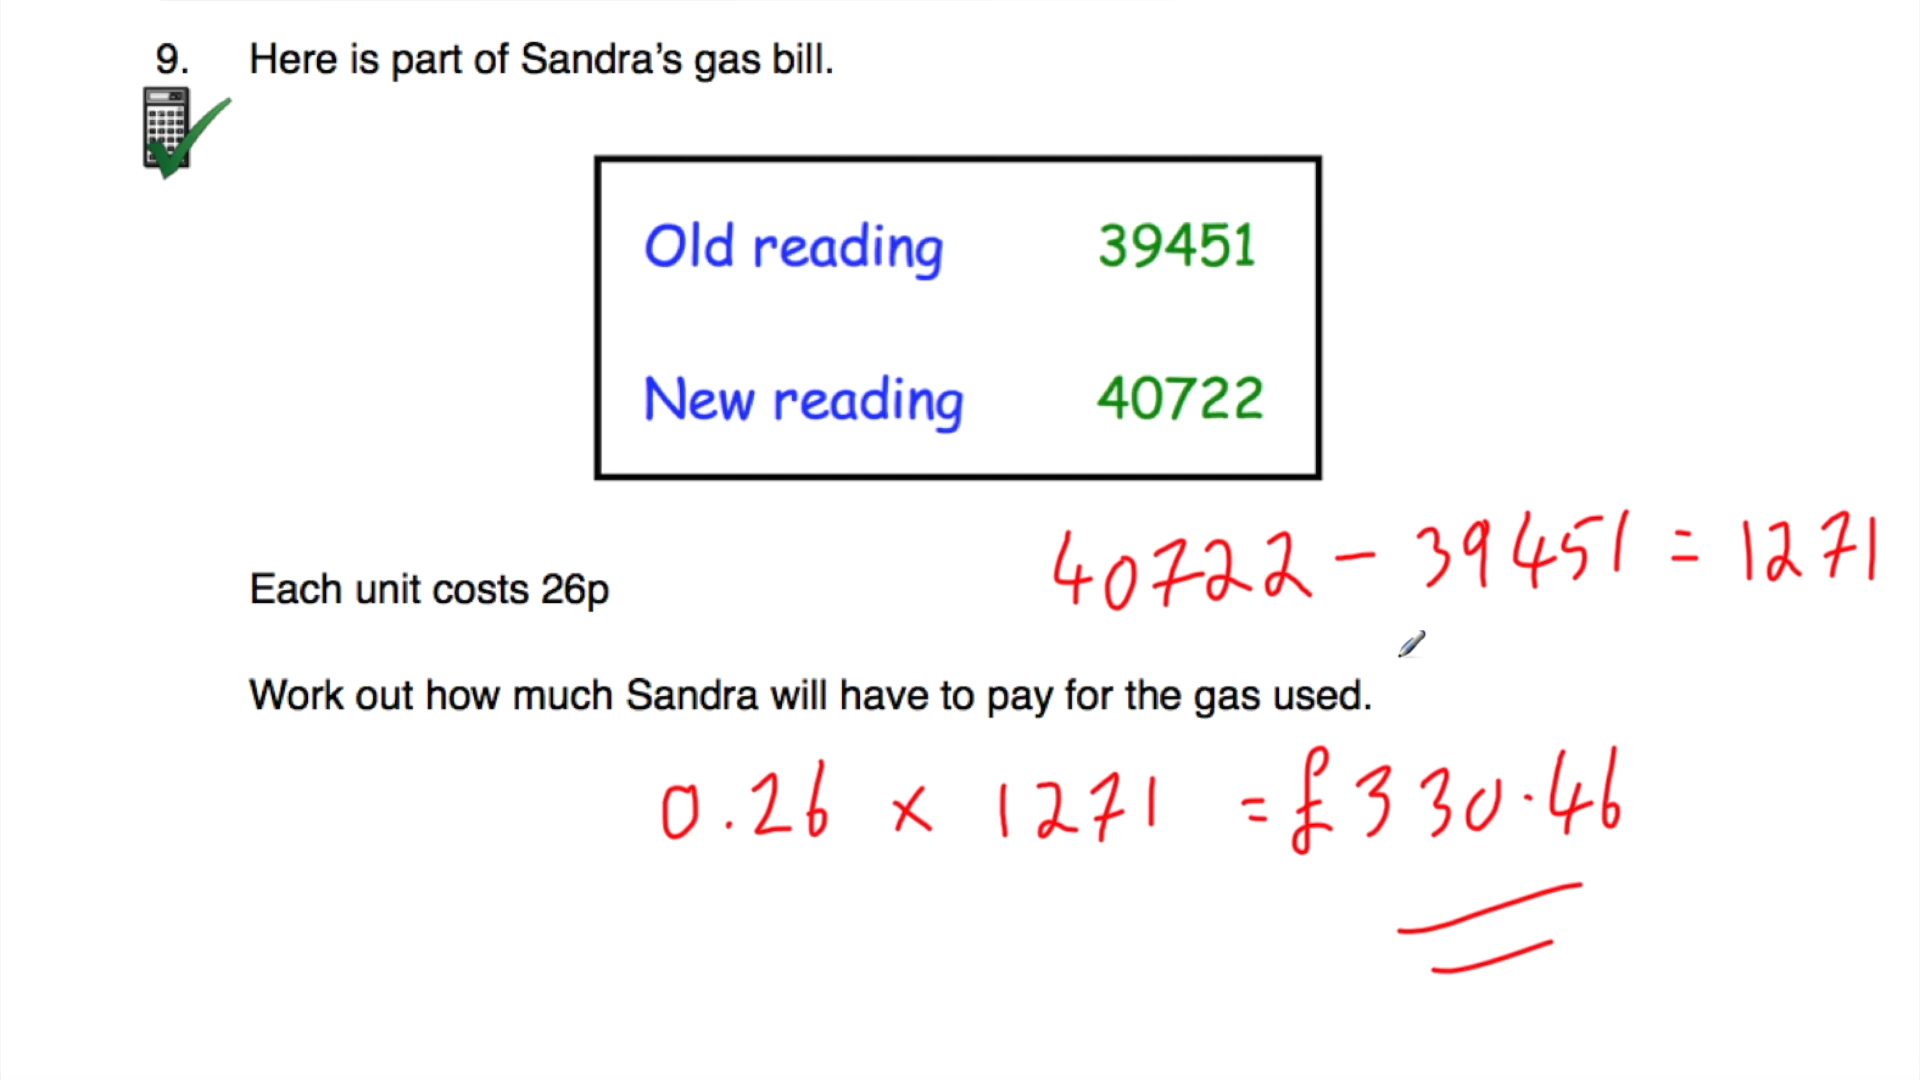 9. Here is part of Sandra's gas bill.
Old reading 39451
New reading 40722
40722 - 39451 = 1271
Each unit costs 26p
Work out how much Sandra will have to pay for the gas used.
0.26 x 1271 = £330.46